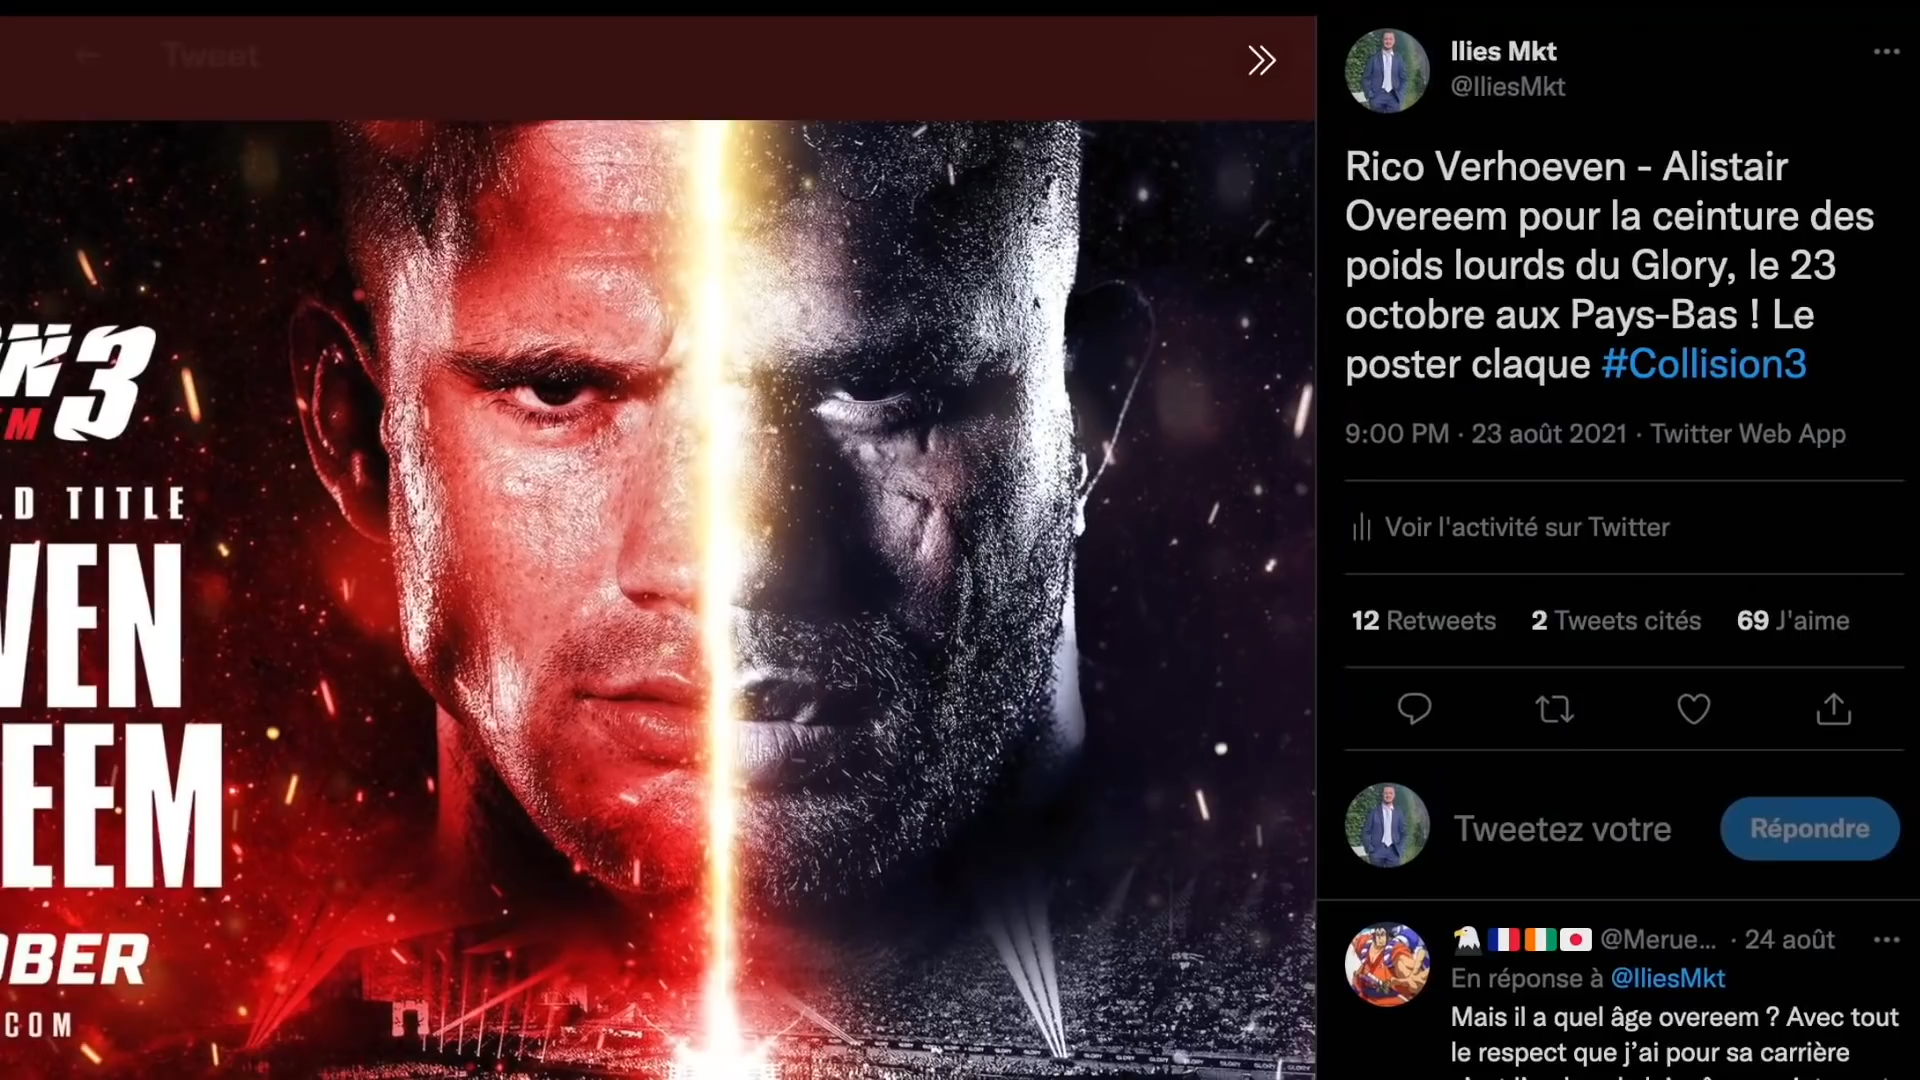 Tweet
N3
M
LD TITLE
VEN
EEM
OBER
COM
Ilies Mkt
@IliesMkt
Rico Verhoeven - Alistair
Overeem pour la ceinture des
poids lourds du Glory, le 23
octobre aux Pays-Bas ! Le
poster claque #Collision3
9:00 PM · 23 août 2021 · Twitter Web App
Voir l'activité sur Twitter
12 Retweets 2 Tweets cités 69 J'aime
Tweetez votre
Répondre
@Merue... · 24 août
En réponse à @IliesMkt
Mais il a quel âge overeem ? Avec tout
le respect que j'ai pour sa carrière